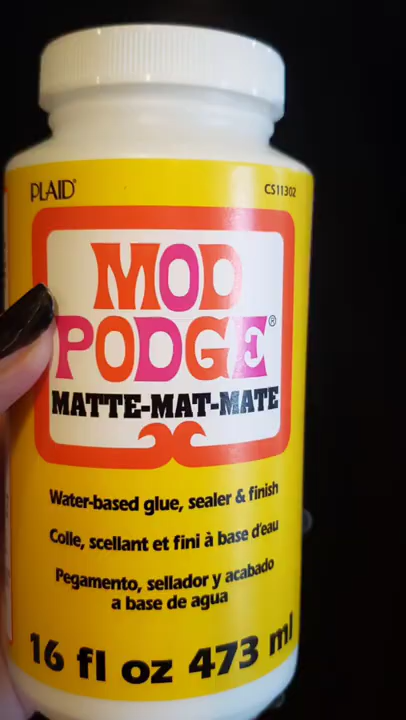 PLAID®
CS11302
MOD
PODGE®
MATTE-MAT-MATE
Water-based glue, sealer & finish
Colle, scellant et fini à base d'eau
Pegamento, sellador y acabado
a base de agua
16 fl oz 473 ml